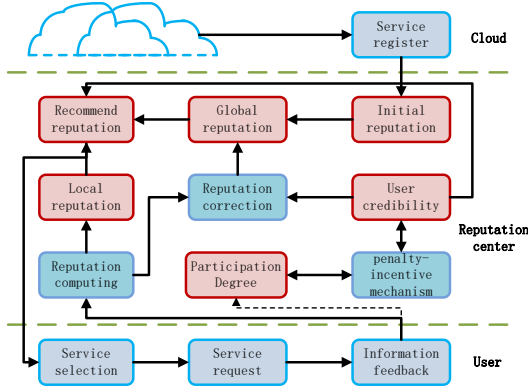 Service
register
Cloud
Recommend
reputation
Global
reputation
Initial
reputation
Local
reputation
Reputation
correction
User
credibility
Reputation
center
Reputation
computing
Participation
Degree
penalty-
incentive
mechanism
Service
selection
Service
request
Information
feedback
User